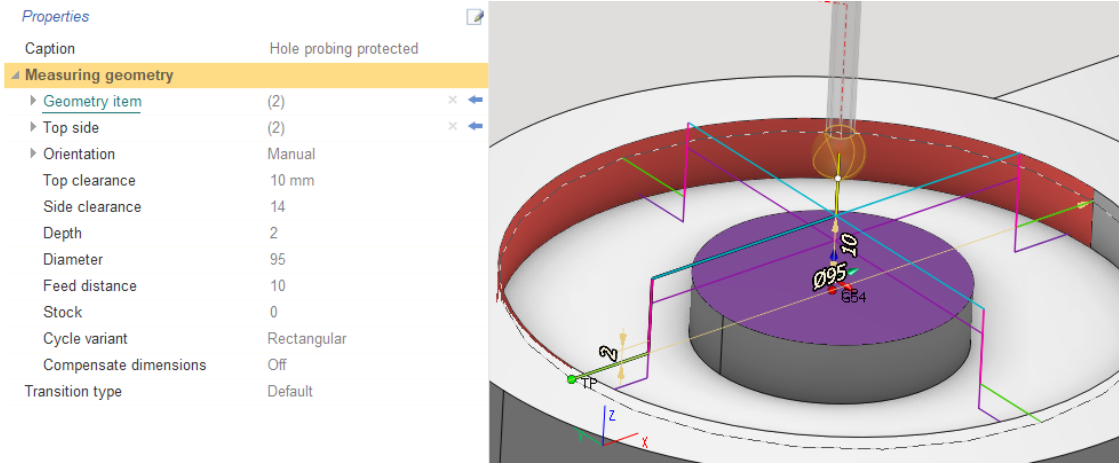 Properties
Caption Hole probing protected
Measuring geometry
Geometry item (2)
Top side (2)
Orientation Manual
Top clearance 10 mm
Side clearance 14
Depth 2
Diameter 95
Feed distance 10
Stock 0
Cycle variant Rectangular
Compensate dimensions Off
Transition type Default
10
Ø95
G54
2
TP
Z
Y
X